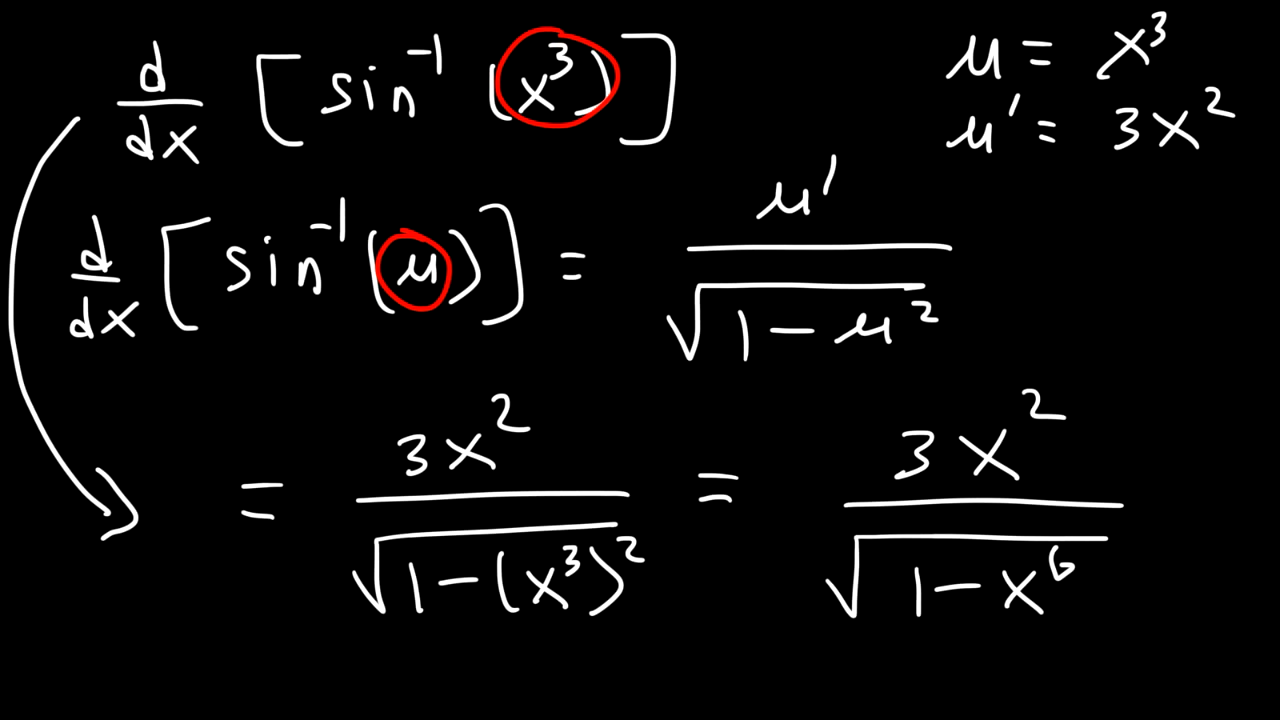 d/dx [sin⁻¹(x³)]
u = x³
u' = 3x²
d/dx [sin⁻¹(u)] = u' / √(1 - u²)
= 3x² / √(1 - (x³)²) = 3x² / √(1 - x⁶)